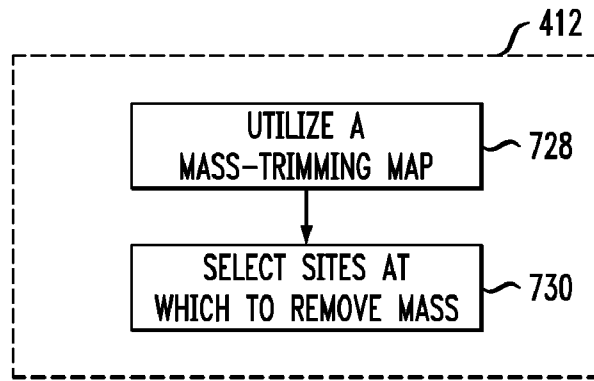 412
UTILIZE A
MASS-TRIMMING MAP
728
SELECT SITES AT
WHICH TO REMOVE MASS
730